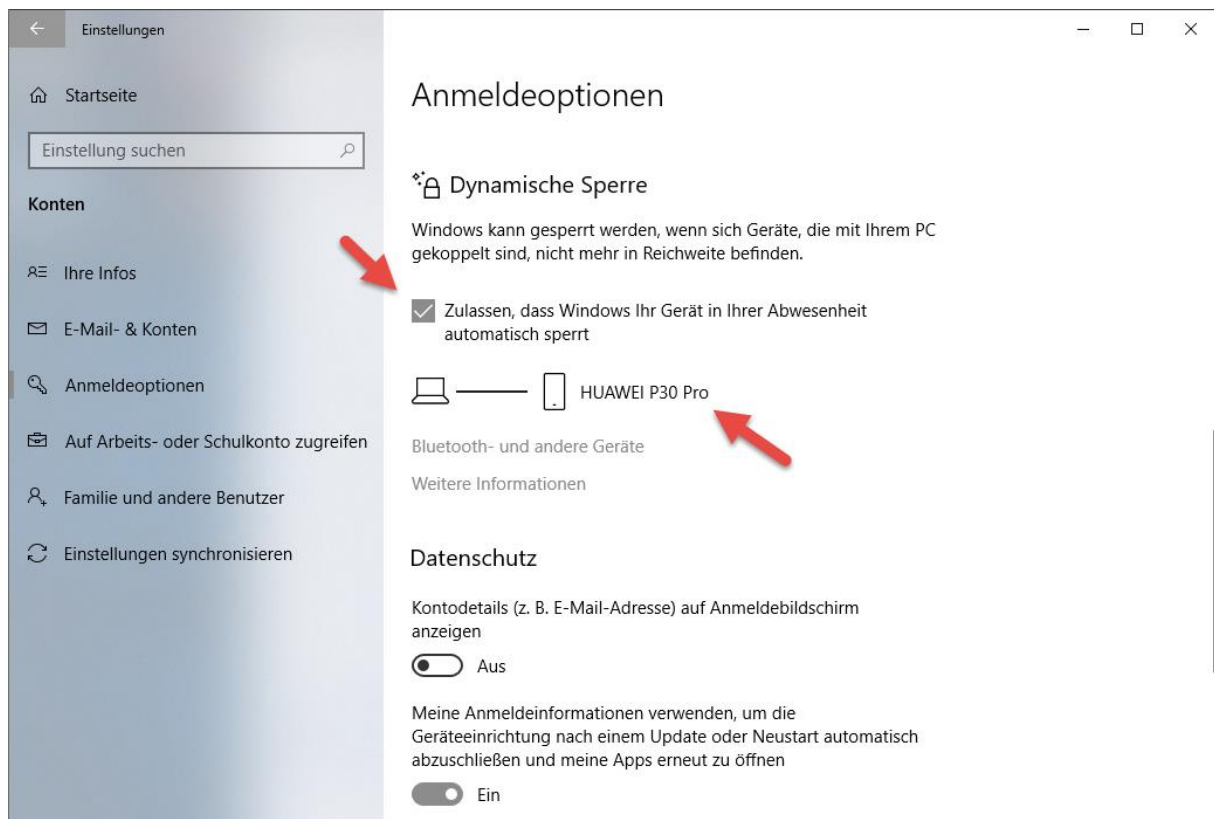 Einstellungen
Startseite
Einstellung suchen
Konten
Ihre Infos
E-Mail- & Konten
Anmeldeoptionen
Auf Arbeits- oder Schulkonto zugreifen
Familie und andere Benutzer
Einstellungen synchronisieren
Anmeldeoptionen
Dynamische Sperre
Windows kann gesperrt werden, wenn sich Geräte, die mit Ihrem PC
gekoppelt sind, nicht mehr in Reichweite befinden.
Zulassen, dass Windows Ihr Gerät in Ihrer Abwesenheit
automatisch sperrt
HUAWEI P30 Pro
Bluetooth- und andere Geräte
Weitere Informationen
Datenschutz
Kontodetails (z. B. E-Mail-Adresse) auf Anmeldebildschirm
anzeigen
Aus
Meine Anmeldeinformationen verwenden, um die
Geräteeinrichtung nach einem Update oder Neustart automatisch
abzuschließen und meine Apps erneut zu öffnen
Ein